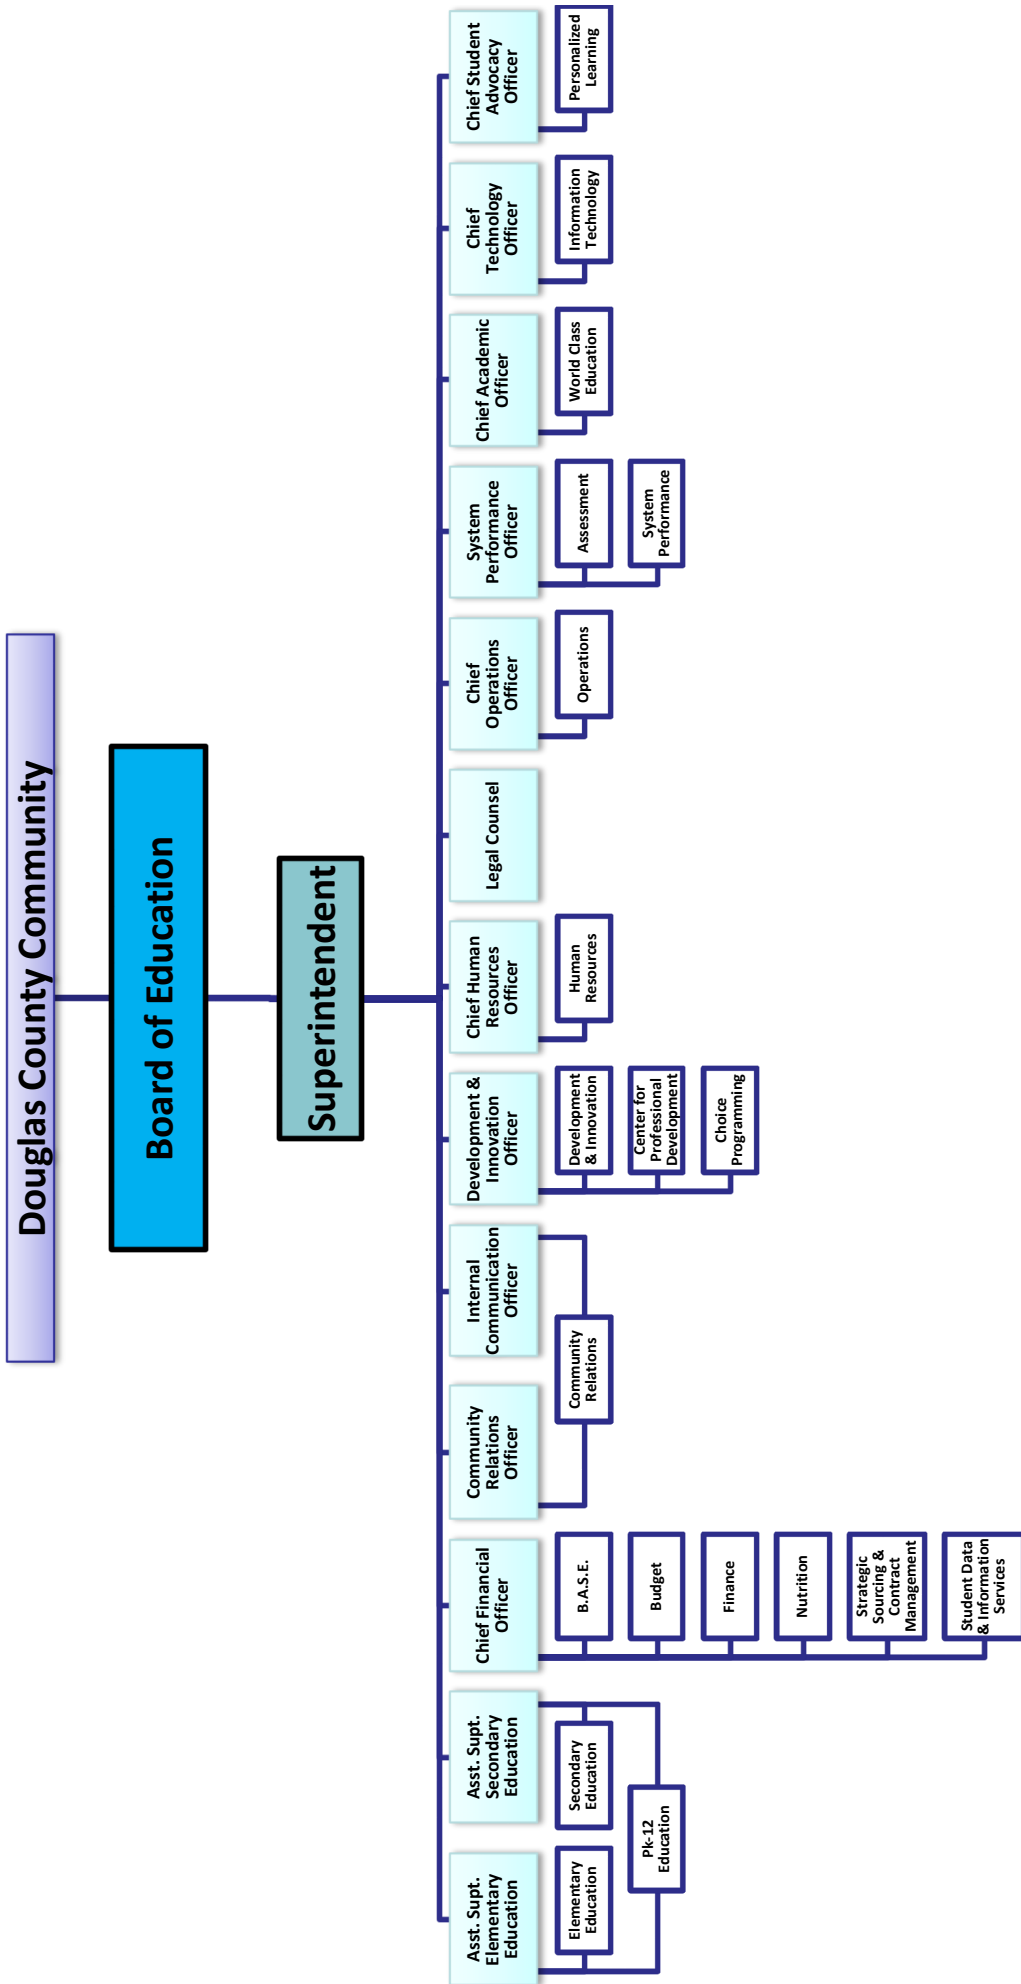 Douglas County Community
Board of Education
Superintendent
Asst. Supt.
Elementary
Education
Asst. Supt.
Secondary
Education
Chief Financial
Officer
Community
Relations
Officer
Internal
Communication
Officer
Development &
Innovation
Officer
Chief Human
Resources
Officer
Legal Counsel
Chief
Operations
Officer
System
Performance
Officer
Chief Academic
Officer
Chief
Technology
Officer
Chief Student
Advocacy
Officer
Elementary
Education
Secondary
Education
Pk-12
Education
B.A.S.E.
Budget
Finance
Nutrition
Strategic
Sourcing &
Contract
Management
Student Data
& Information
Services
Community
Relations
Development
& Innovation
Center for
Professional
Development
Choice
Programming
Human
Resources
Operations
Assessment
System
Performance
World Class
Education
Information
Technology
Personalized
Learning